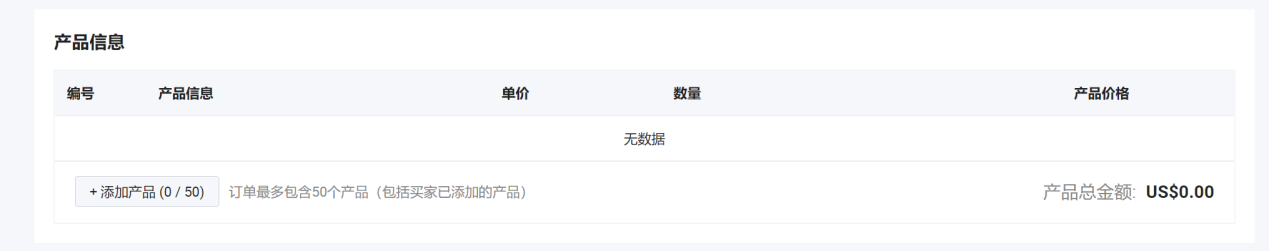 产品信息
编号 产品信息 单价 数量 产品价格
无数据
+ 添加产品 (0 / 50) 订单最多包含50个产品（包括买家已添加的产品） 产品总金额: US$0.00